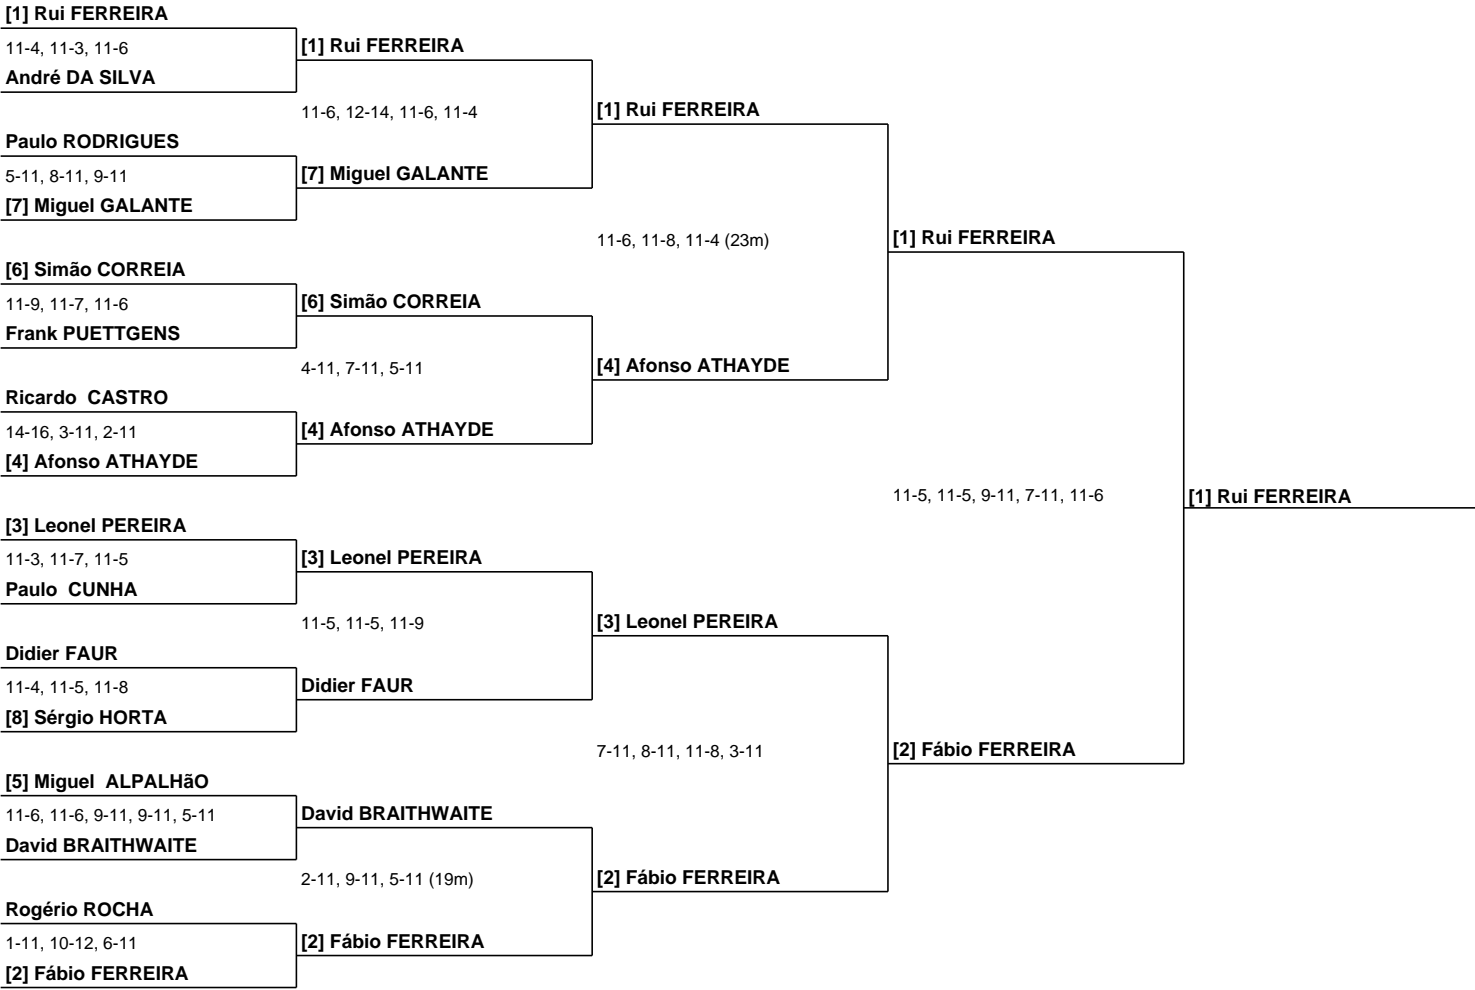 [1] Rui FERREIRA
11-4, 11-3, 11-6
André DA SILVA
Paulo RODRIGUES
5-11, 8-11, 9-11
[7] Miguel GALANTE
[6] Simão CORREIA
11-9, 11-7, 11-6
Frank PUETTGENS
Ricardo  CASTRO
14-16, 3-11, 2-11
[4] Afonso ATHAYDE
[3] Leonel PEREIRA
11-3, 11-7, 11-5
Paulo  CUNHA
Didier FAUR
11-4, 11-5, 11-8
[8] Sérgio HORTA
[5] Miguel  ALPALHãO
11-6, 11-6, 9-11, 9-11, 5-11
David BRAITHWAITE
Rogério ROCHA
1-11, 10-12, 6-11
[2] Fábio FERREIRA
[1] Rui FERREIRA
11-6, 12-14, 11-6, 11-4
[7] Miguel GALANTE
[6] Simão CORREIA
4-11, 7-11, 5-11
[4] Afonso ATHAYDE
[3] Leonel PEREIRA
11-5, 11-5, 11-9
Didier FAUR
David BRAITHWAITE
2-11, 9-11, 5-11 (19m)
[2] Fábio FERREIRA
[1] Rui FERREIRA
11-6, 11-8, 11-4 (23m)
[4] Afonso ATHAYDE
[3] Leonel PEREIRA
7-11, 8-11, 11-8, 3-11
[2] Fábio FERREIRA
[1] Rui FERREIRA
11-5, 11-5, 9-11, 7-11, 11-6
[2] Fábio FERREIRA
[1] Rui FERREIRA